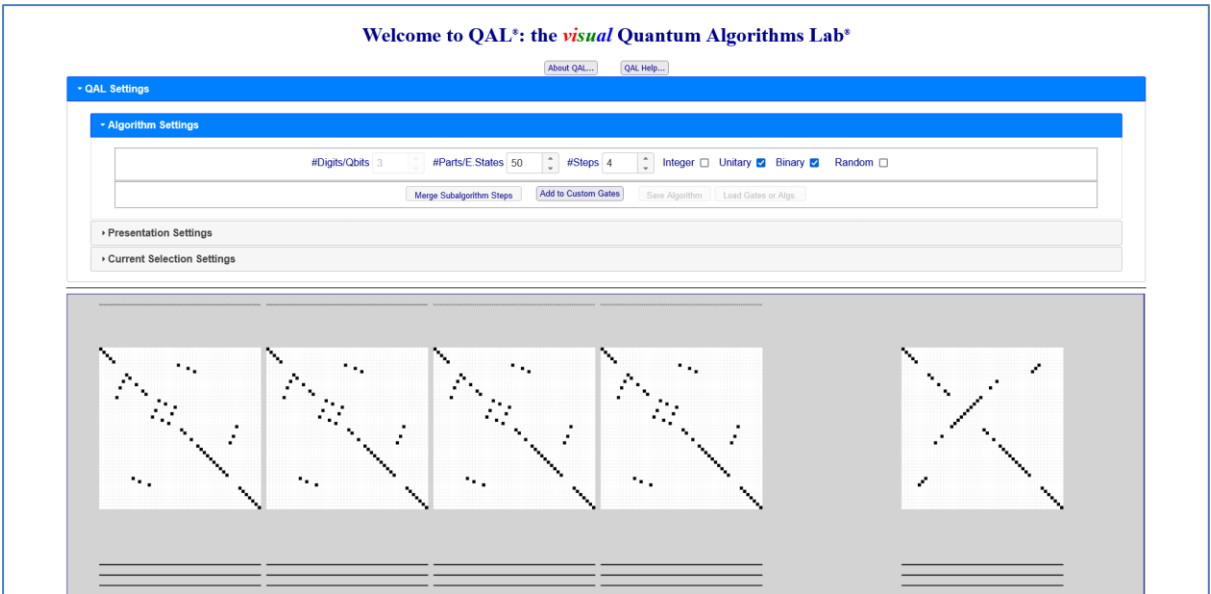 Welcome to QAL®: the visual Quantum Algorithms Lab®
About QAL... QAL Help...
QAL Settings
Algorithm Settings
#Digits/Qbits 3 #Parts/E.States 50 #Steps 4 Integer Unitary Binary Random
Merge Subalgorithm Steps Add to Custom Gates Save Algorithm Load Gates or Algs.
Presentation Settings
Current Selection Settings